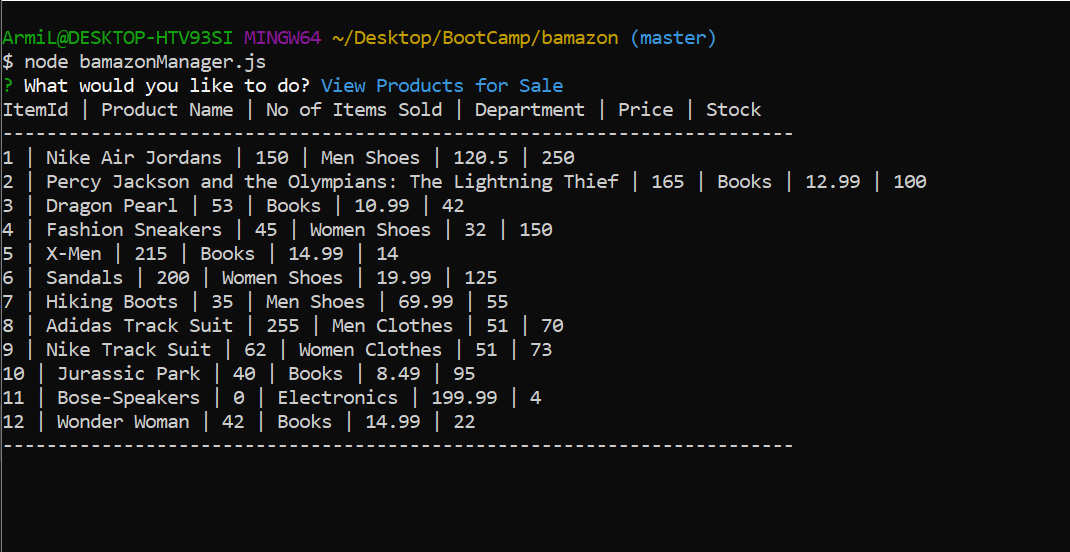 ArmiL@DESKTOP-HTV93SI MINGW64 ~/Desktop/BootCamp/bamazon (master)
$ node bamazonManager.js
? What would you like to do? View Products for Sale
ItemId | Product Name | No of Items Sold | Department | Price | Stock
------------------------------------------------------------------------
1 | Nike Air Jordans | 150 | Men Shoes | 120.5 | 250
2 | Percy Jackson and the Olympians: The Lightning Thief | 165 | Books | 12.99 | 100
3 | Dragon Pearl | 53 | Books | 10.99 | 42
4 | Fashion Sneakers | 45 | Women Shoes | 32 | 150
5 | X-Men | 215 | Books | 14.99 | 14
6 | Sandals | 200 | Women Shoes | 19.99 | 125
7 | Hiking Boots | 35 | Men Shoes | 69.99 | 55
8 | Adidas Track Suit | 255 | Men Clothes | 51 | 70
9 | Nike Track Suit | 62 | Women Clothes | 51 | 73
10 | Jurassic Park | 40 | Books | 8.49 | 95
11 | Bose-Speakers | 0 | Electronics | 199.99 | 4
12 | Wonder Woman | 42 | Books | 14.99 | 22
------------------------------------------------------------------------